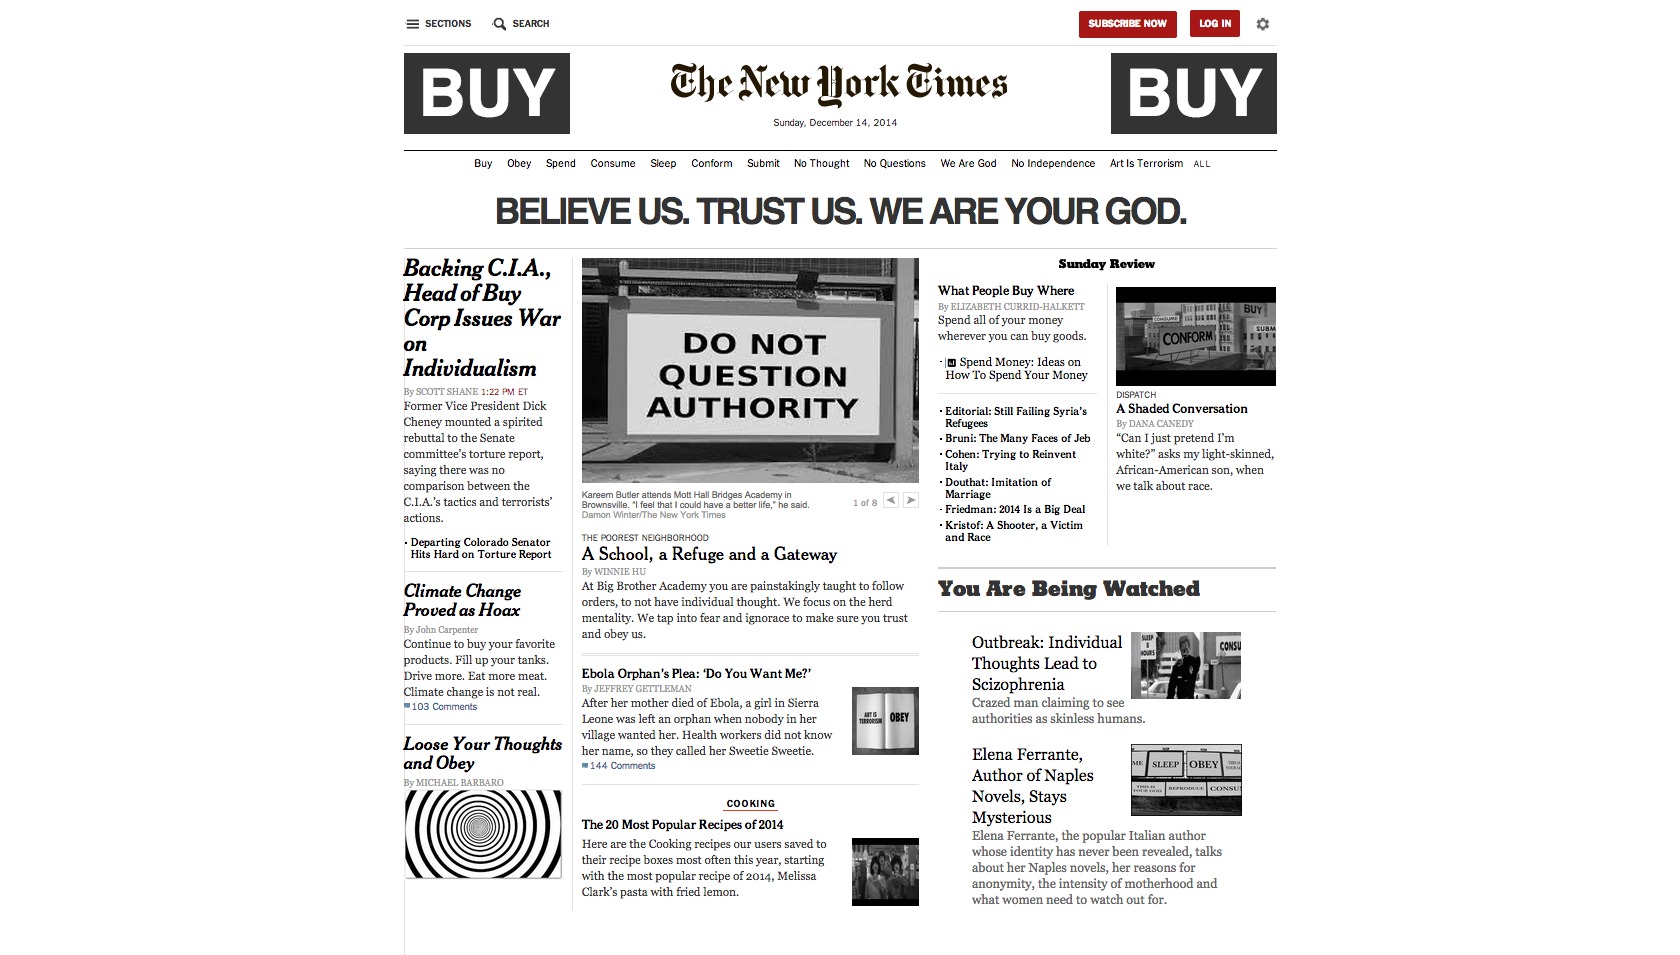 SECTIONS
SEARCH
SUBSCRIBE NOW
LOG IN
BUY
The New York Times
Sunday, December 14, 2014
BUY
Buy Obey Spend Consume Sleep Conform Submit No Thought No Questions We Are God No Independence Art Is Terrorism ALL
BELIEVE US. TRUST US. WE ARE YOUR GOD.
Backing C.I.A.,
Head of Buy
Corp Issues War
on
Individualism
By SCOTT SHANE 1:22 PM ET
Former Vice President Dick
Cheney mounted a spirited
rebuttal to the Senate
committee's torture report,
saying there was no
comparison between the
C.I.A.'s tactics and terrorists'
actions.
· Departing Colorado Senator
Hits Hard on Torture Report
Climate Change
Proved as Hoax
By John Carpenter
Continue to buy your favorite
products. Fill up your tanks.
Drive more. Eat more meat.
Climate change is not real.
103 Comments
Loose Your Thoughts
and Obey
By MICHAEL BARBARO
DO NOT
QUESTION
AUTHORITY
Kareem Butler attends Mott Hall Bridges Academy in
Brownsville. "I feel that I could have a better life," he said.
Damon Winter/The New York Times
1 of 8
THE POOREST NEIGHBORHOOD
A School, a Refuge and a Gateway
By WINNIE HU
At Big Brother Academy you are painstakingly taught to follow
orders, to not have individual thought. We focus on the herd
mentality. We tap into fear and ignorace to make sure you trust
and obey us.
Ebola Orphan's Plea: 'Do You Want Me?'
By JEFFREY GETTLEMAN
After her mother died of Ebola, a girl in Sierra
Leone was left an orphan when nobody in her
village wanted her. Health workers did not know
her name, so they called her Sweetie Sweetie.
144 Comments
ART IS
TERRORISM
OBEY
COOKING
The 20 Most Popular Recipes of 2014
Here are the Cooking recipes our users saved to
their recipe boxes most often this year, starting
with the most popular recipe of 2014, Melissa
Clark's pasta with fried lemon.
Sunday Review
What People Buy Where
By ELIZABETH CURRID-HALKETT
Spend all of your money
wherever you can buy goods.
· Spend Money: Ideas on
How To Spend Your Money
· Editorial: Still Failing Syria's
Refugees
· Bruni: The Many Faces of Jeb
· Cohen: Trying to Reinvent
Italy
· Douthat: Imitation of
Marriage
· Friedman: 2014 Is a Big Deal
· Kristof: A Shooter, a Victim
and Race
CONSUME
BUY
CONFORM
SUBM
DISPATCH
A Shaded Conversation
By DANA CANEDY
"Can I just pretend I'm
white?" asks my light-skinned,
African-American son, when
we talk about race.
You Are Being Watched
Outbreak: Individual
Thoughts Lead to
Scizophrenia
Crazed man claiming to see
authorities as skinless humans.
SLEEP
8
HOURS
CONSU
Elena Ferrante,
Author of Naples
Novels, Stays
Mysterious
Elena Ferrante, the popular Italian author
whose identity has never been revealed, talks
about her Naples novels, her reasons for
anonymity, the intensity of motherhood and
what women need to watch out for.
ME
SLEEP
OBEY
THIS IS
YOUR GOD
REPRODUCE
CONSU